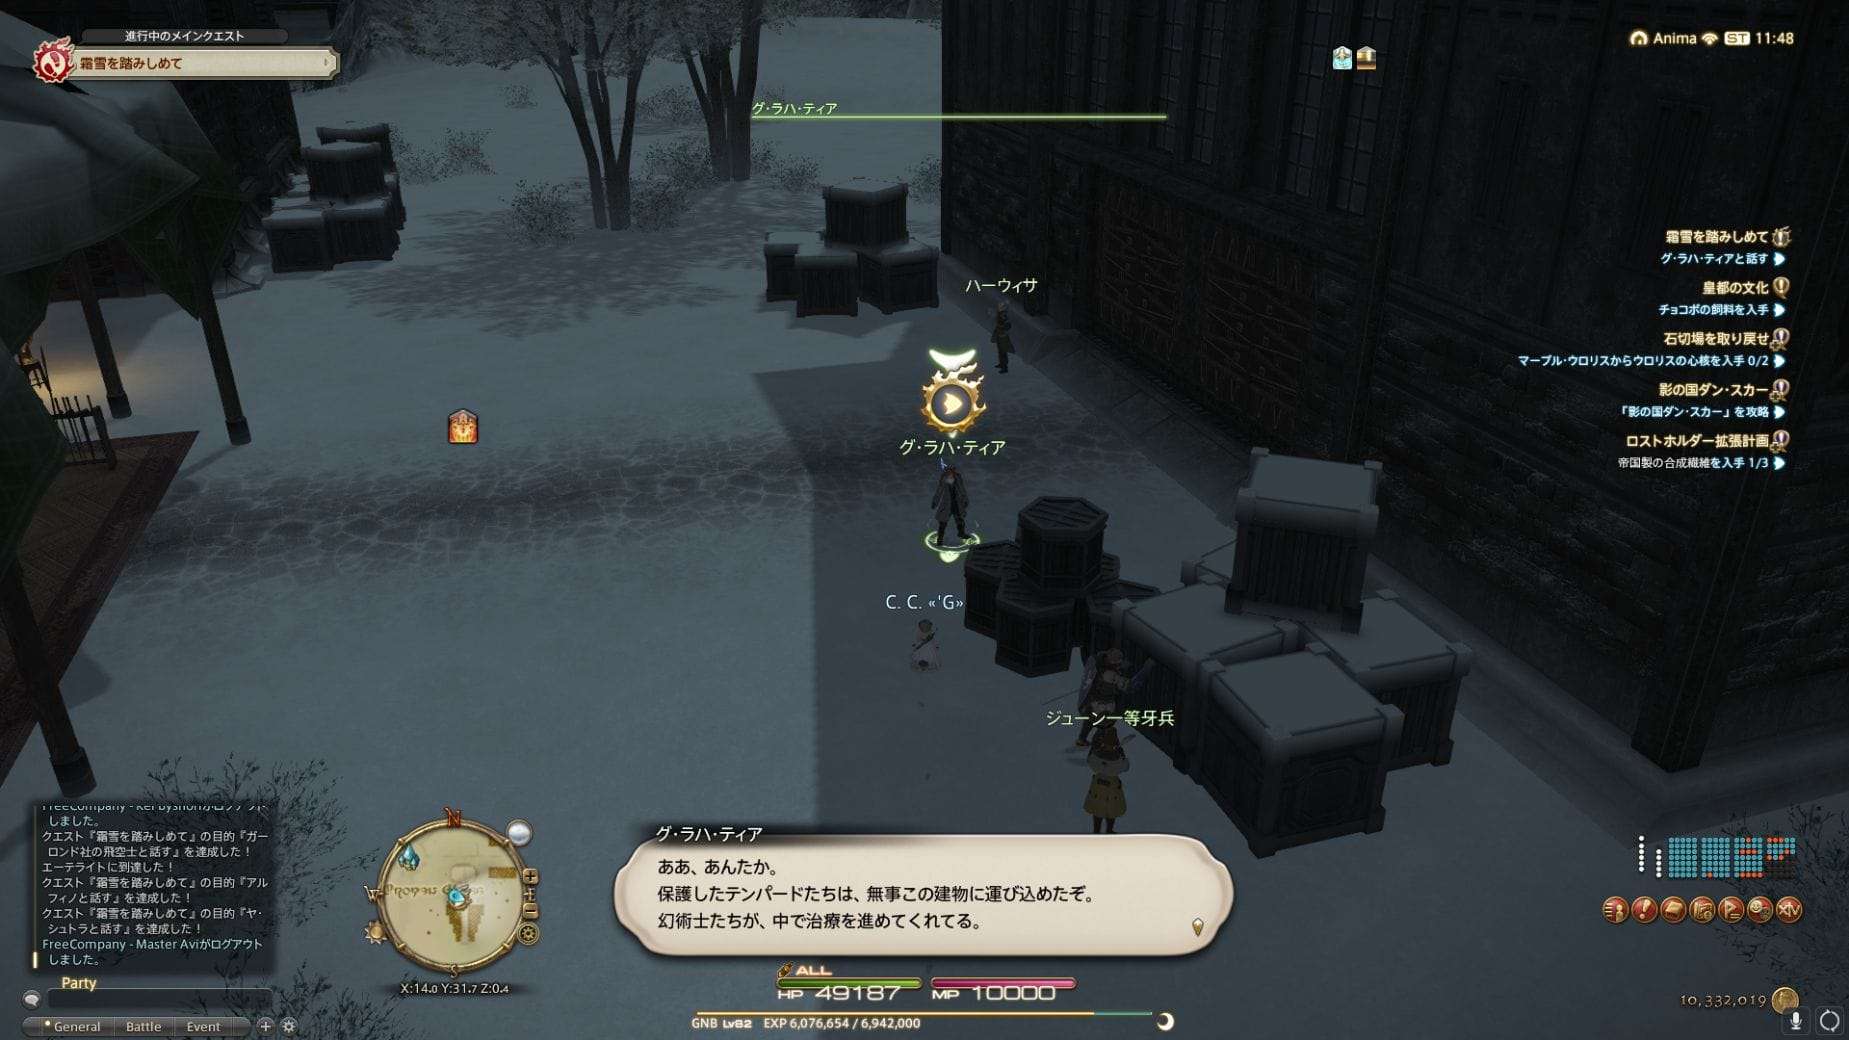 進行中のメインクエスト
霜雪を踏みしめて
Anima ST 11:48
グ・ラハ・ティア
霜雪を踏みしめて
グ・ラハ・ティアと話す
皇都の文化
チョコボの飼料を入手
石切場を取り戻せ
マーブル・ウロリスからウロリスの心核を入手 0/2
影の国ダン・スカー
「影の国ダン・スカー」を攻略
ロストホルダー拡張計画
帝国製の合成繊維を入手 1/3
ハーウィサ
グ・ラハ・ティア
C. C. «'G»
ジューン一等牙兵
しました。
クエスト『霜雪を踏みしめて』の目的『ガー
ロンド社の飛空士と話す』を達成した！
エーテライトに到達した！
クエスト『霜雪を踏みしめて』の目的『アル
フィノと話す』を達成した！
クエスト『霜雪を踏みしめて』の目的『ヤ・
シュトラと話す』を達成した！
FreeCompany - Master Aviがログアウト
しました。
Party
General Battle Event
N
W
S
X:14.0 Y:31.7 Z:0.4
グ・ラハ・ティア
ああ、あんたか。
保護したテンパードたちは、無事この建物に運び込めたぞ。
幻術士たちが、中で治療を進めてくれてる。
ALL
HP 49187 MP 10000
GNB Lv82 EXP 6,076,654 / 6,942,000
XIV
10,332,019